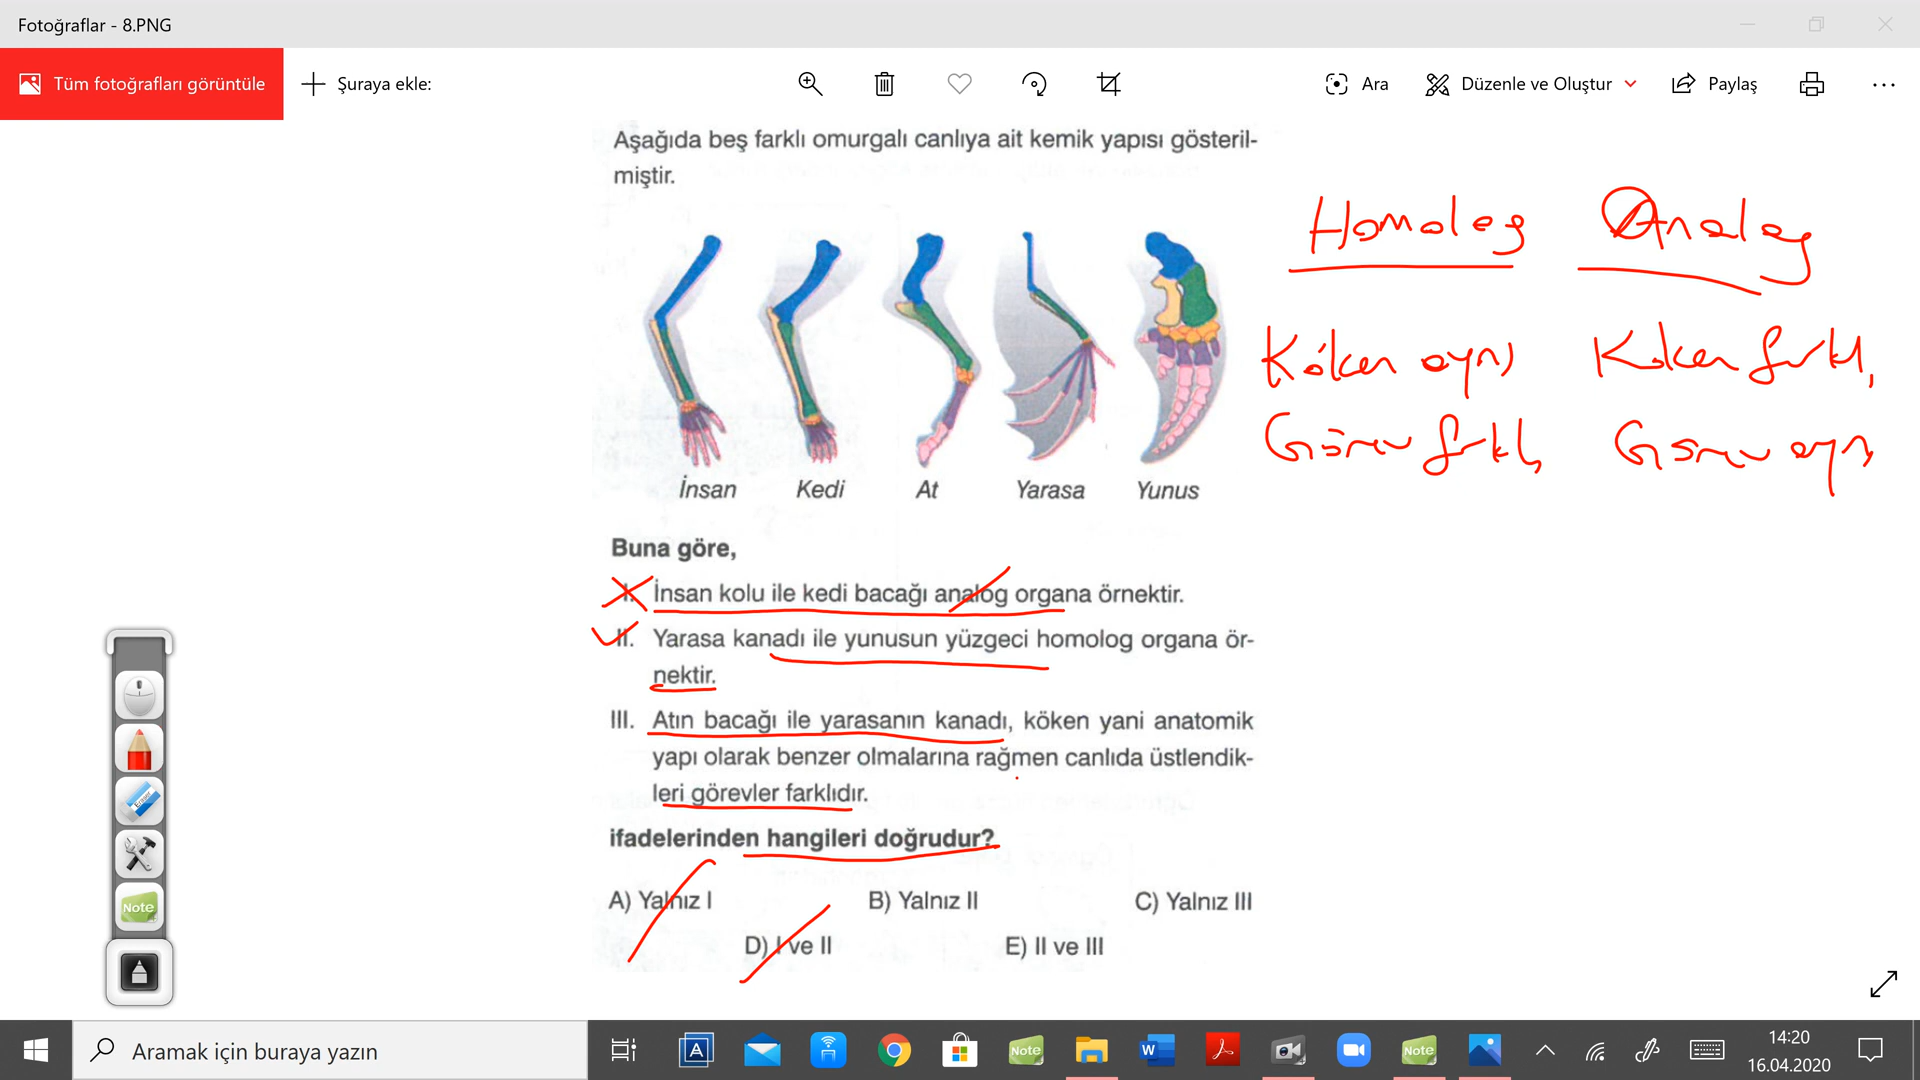 Fotoğraflar - 8.PNG
Tüm fotoğrafları görüntüle
Şuraya ekle:
Ara
Düzenle ve Oluştur
Paylaş
Aşağıda beş farklı omurgalı canlıya ait kemik yapısı gösteril-
miştir.
Homolog Analog
Köken aynı Köken farklı
Görev farklı Görev aynı
İnsan Kedi At Yarasa Yunus
Buna göre,
I. İnsan kolu ile kedi bacağı analog organa örnektir.
II. Yarasa kanadı ile yunusun yüzgeci homolog organa ör-
nektir.
III. Atın bacağı ile yarasanın kanadı, köken yani anatomik
yapı olarak benzer olmalarına rağmen canlıda üstlendik-
leri görevler farklıdır.
ifadelerinden hangileri doğrudur?
A) Yalnız I B) Yalnız II C) Yalnız III
D) I ve II E) II ve III
Eraser
Note
Aramak için buraya yazın
A
Note
W
Note
14:20
16.04.2020